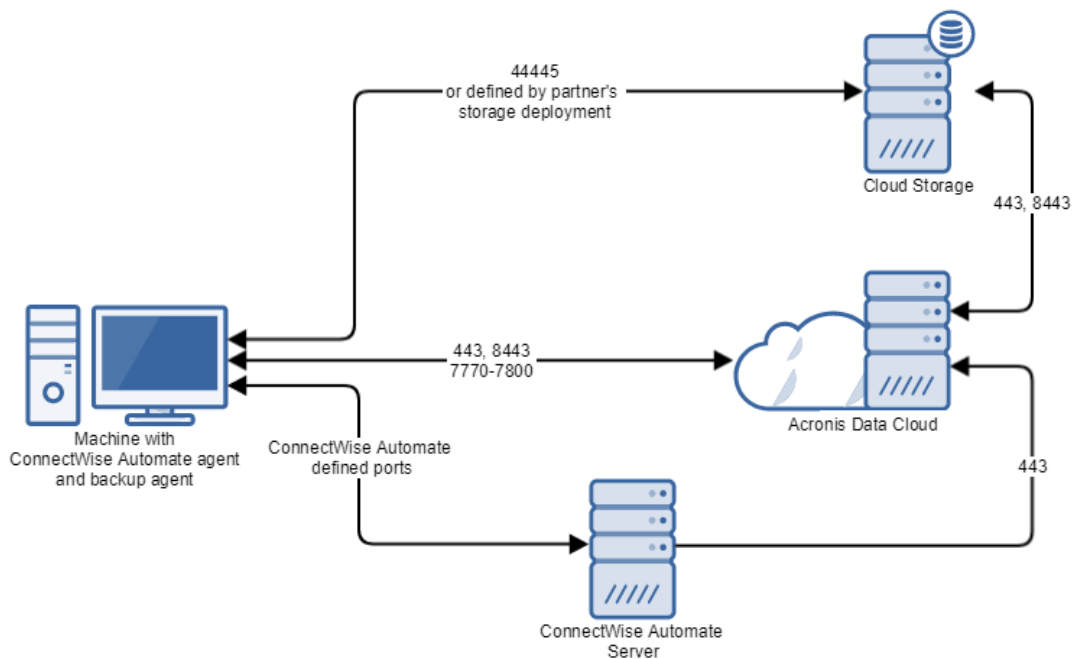 44445
or defined by partner's
storage deployment
Cloud Storage
443, 8443
443, 8443
7770-7800
Acronis Data Cloud
Machine with
ConnectWise Automate agent
and backup agent
ConnectWise Automate
defined ports
443
ConnectWise Automate
Server